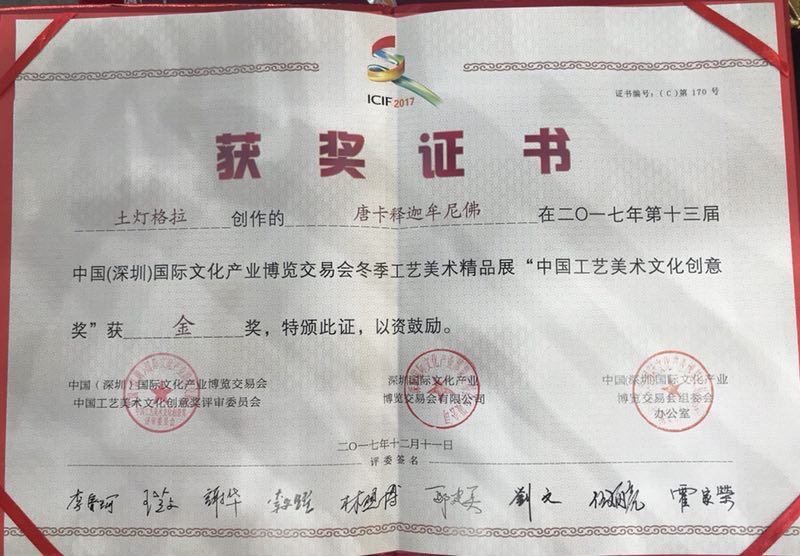 ICIF 2017
证书编号：(C)第 170 号
获奖证书
土灯格拉 创作的 唐卡释迦牟尼佛 在二〇一七年第十三届
中国(深圳)国际文化产业博览交易会冬季工艺美术精品展“中国工艺美术文化创意
奖”获 金 奖，特颁此证，以资鼓励。
中国（深圳）国际文化产业博览交易会
中国工艺美术文化创意奖评审委员会
深圳国际文化产业
博览交易会有限公司
中国(深圳)国际文化产业
博览交易会组委会
办公室
二〇一七年十二月十一日
评委签名